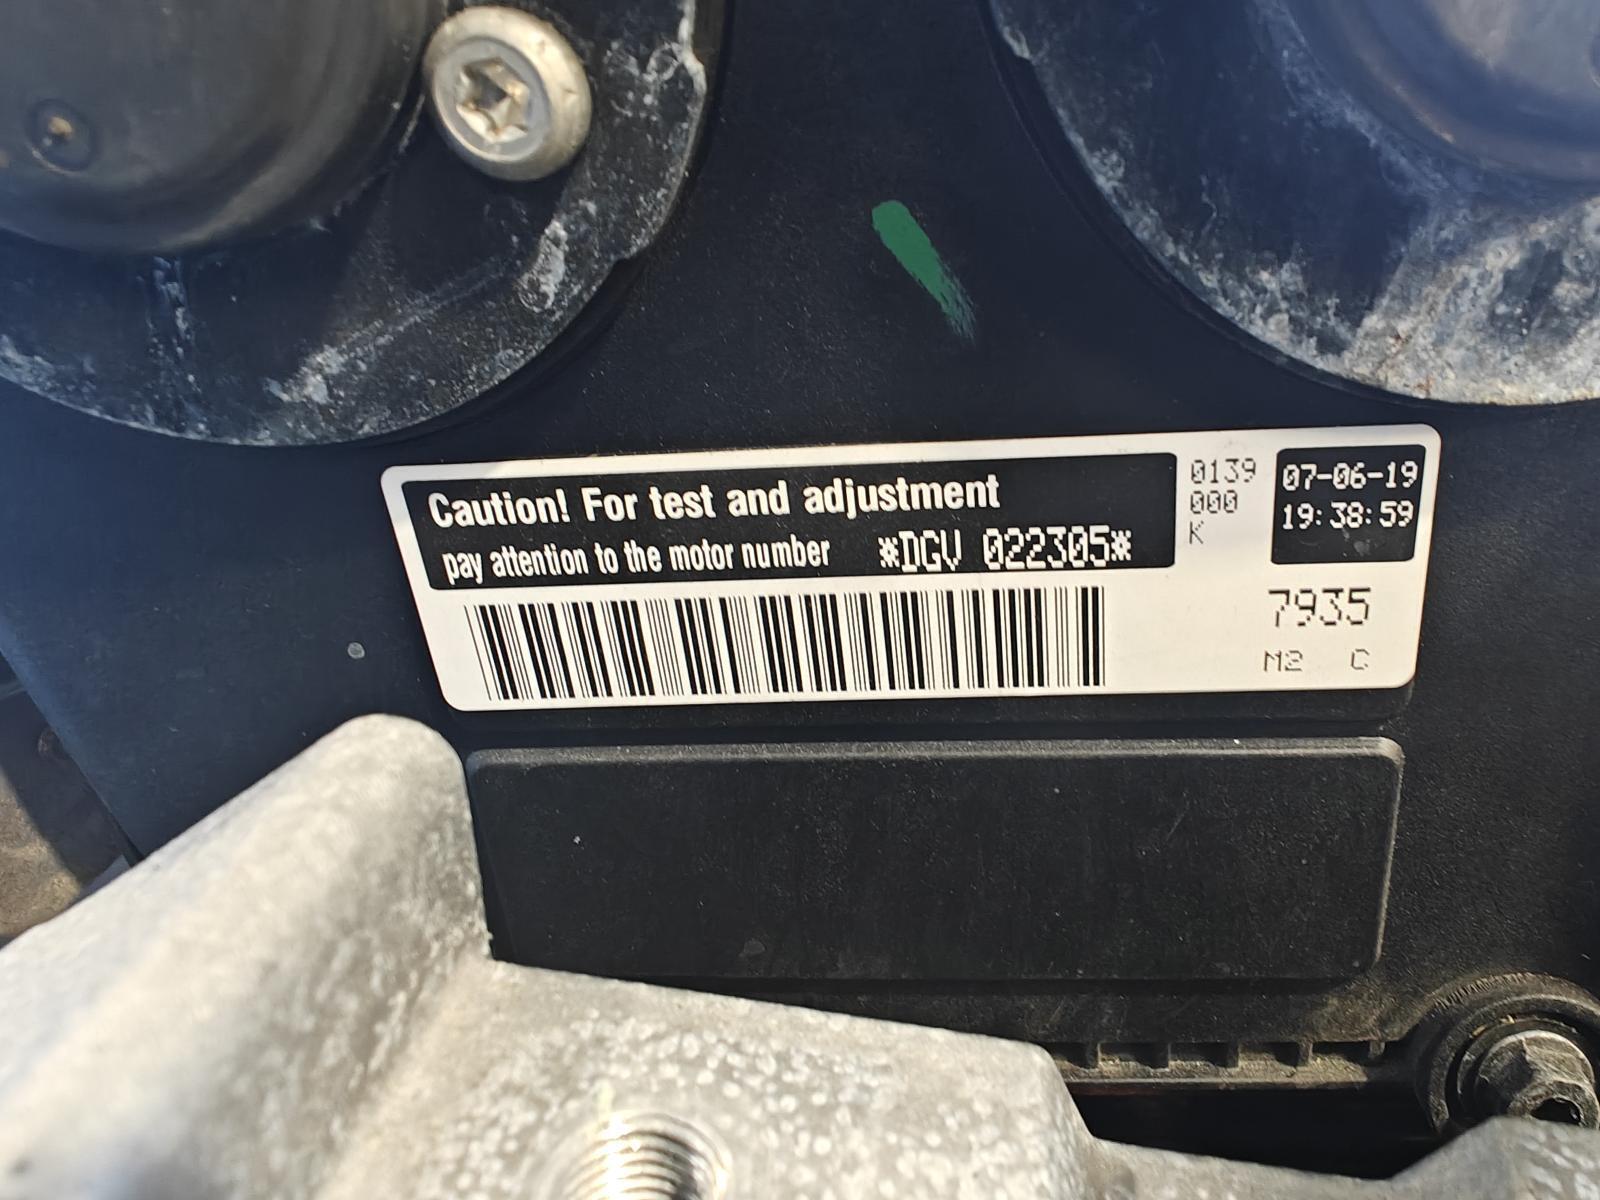 Caution! For test and adjustment
pay attention to the motor number *DGV 022305*
0139
000
K
07-06-19
19:38:59
7935
M2 C